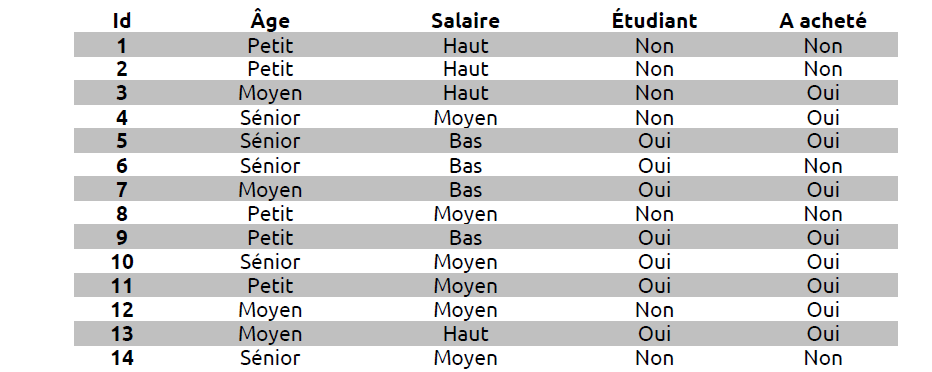 Id Âge Salaire Étudiant A acheté
1 Petit Haut Non Non
2 Petit Haut Non Non
3 Moyen Haut Non Oui
4 Sénior Moyen Non Oui
5 Sénior Bas Oui Oui
6 Sénior Bas Oui Non
7 Moyen Bas Oui Oui
8 Petit Moyen Non Non
9 Petit Bas Oui Oui
10 Sénior Moyen Oui Oui
11 Petit Moyen Oui Oui
12 Moyen Moyen Non Oui
13 Moyen Haut Oui Oui
14 Sénior Moyen Non Non